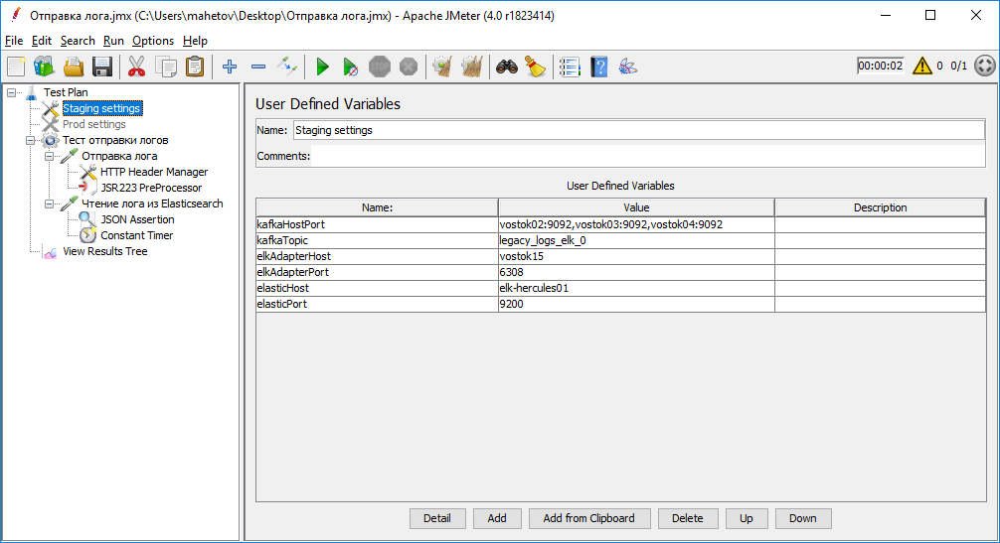 Отправка лога.jmx (C:\Users\mahetov\Desktop\Отправка лога.jmx) - Apache JMeter (4.0 r1823414)
File Edit Search Run Options Help
00:00:02 0 0/1
Test Plan
Staging settings
Prod settings
Тест отправки логов
Отправка лога
HTTP Header Manager
JSR223 PreProcessor
Чтение лога из Elasticsearch
JSON Assertion
Constant Timer
View Results Tree
User Defined Variables
Name: Staging settings
Comments:
User Defined Variables
Name: Value Description
kafkaHostPort vostok02:9092,vostok03:9092,vostok04:9092
kafkaTopic legacy_logs_elk_0
elkAdapterHost vostok15
elkAdapterPort 6308
elasticHost elk-hercules01
elasticPort 9200
Detail Add Add from Clipboard Delete Up Down